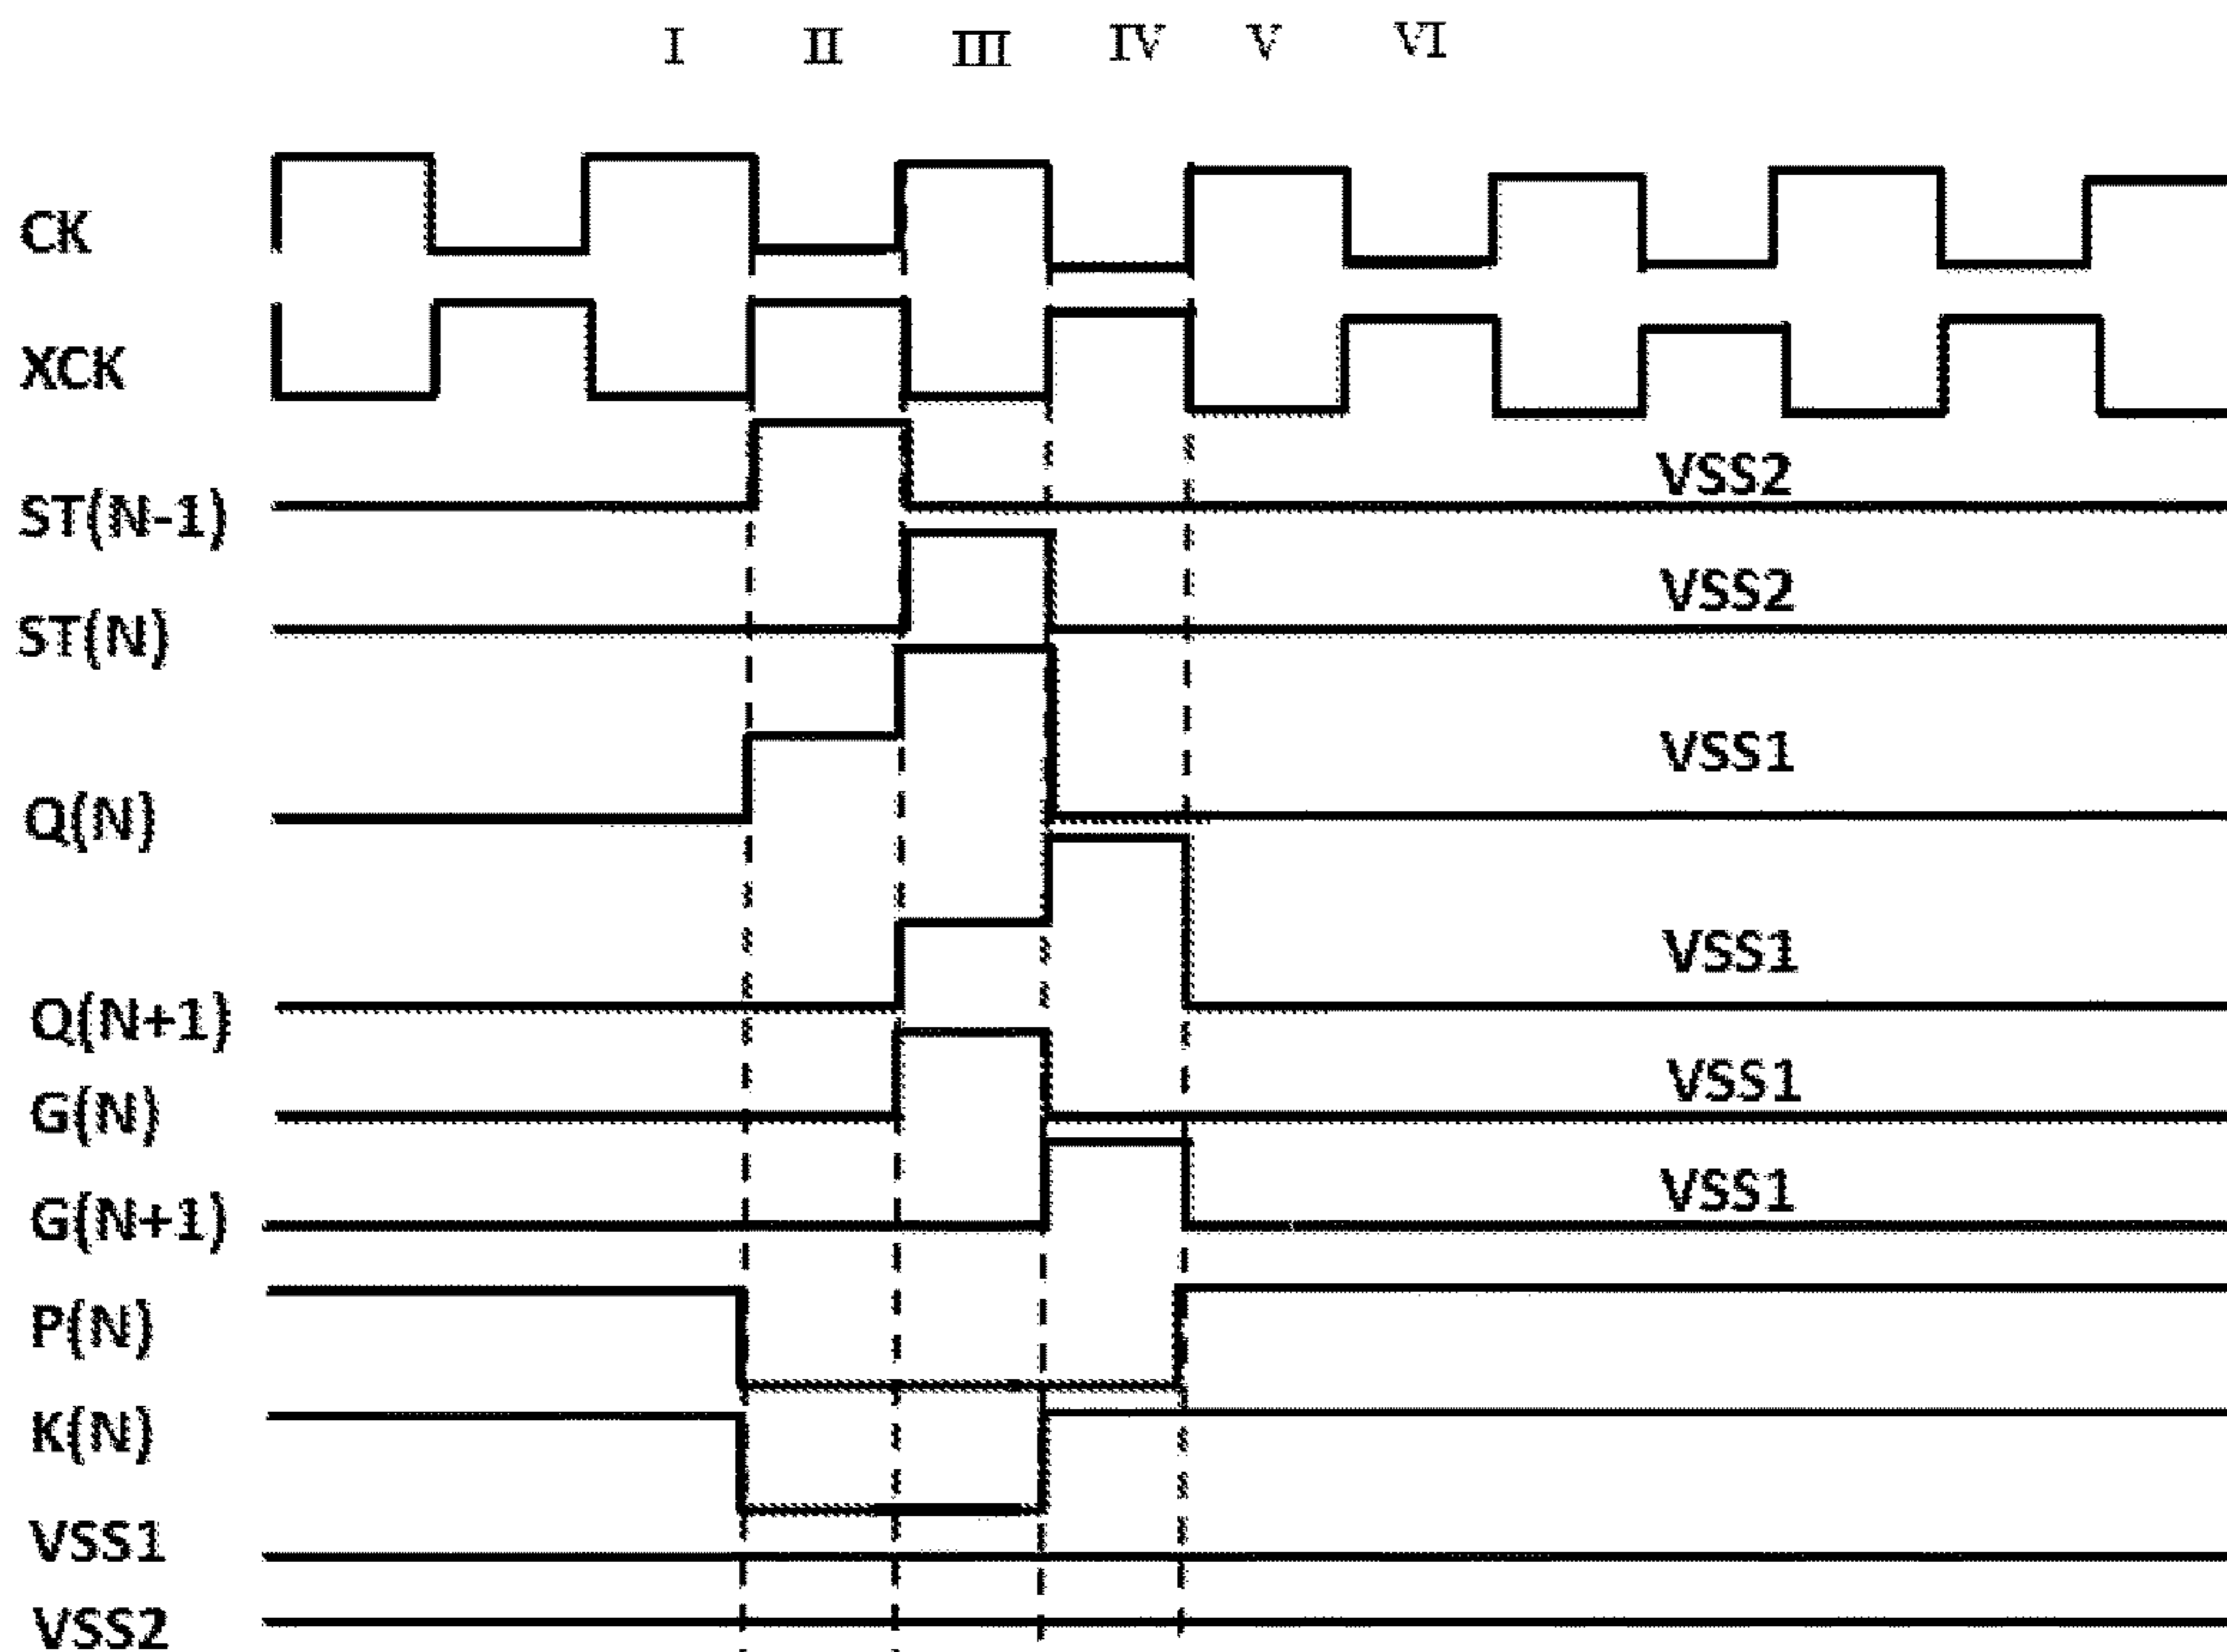 I II III IV V VI
CK
XCK
ST(N-1) VSS2
ST(N) VSS2
Q(N) VSS1
Q(N+1) VSS1
G(N) VSS1
G(N+1) VSS1
P(N)
K(N)
VSS1
VSS2